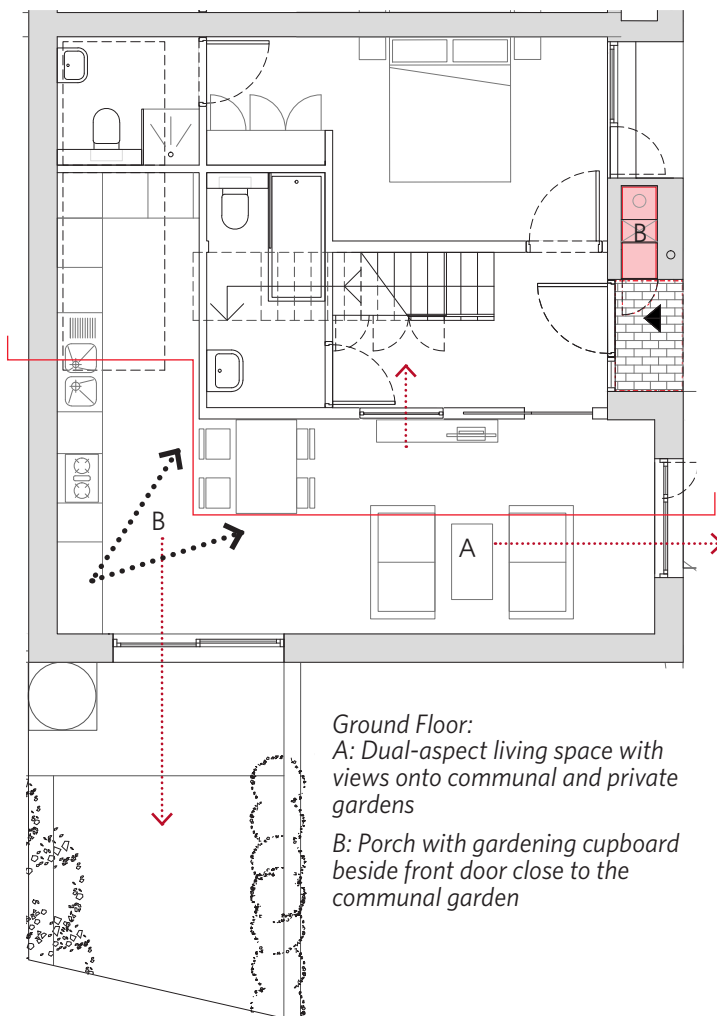 B
B
A
Ground Floor:
A: Dual-aspect living space with
views onto communal and private
gardens
B: Porch with gardening cupboard
beside front door close to the
communal garden